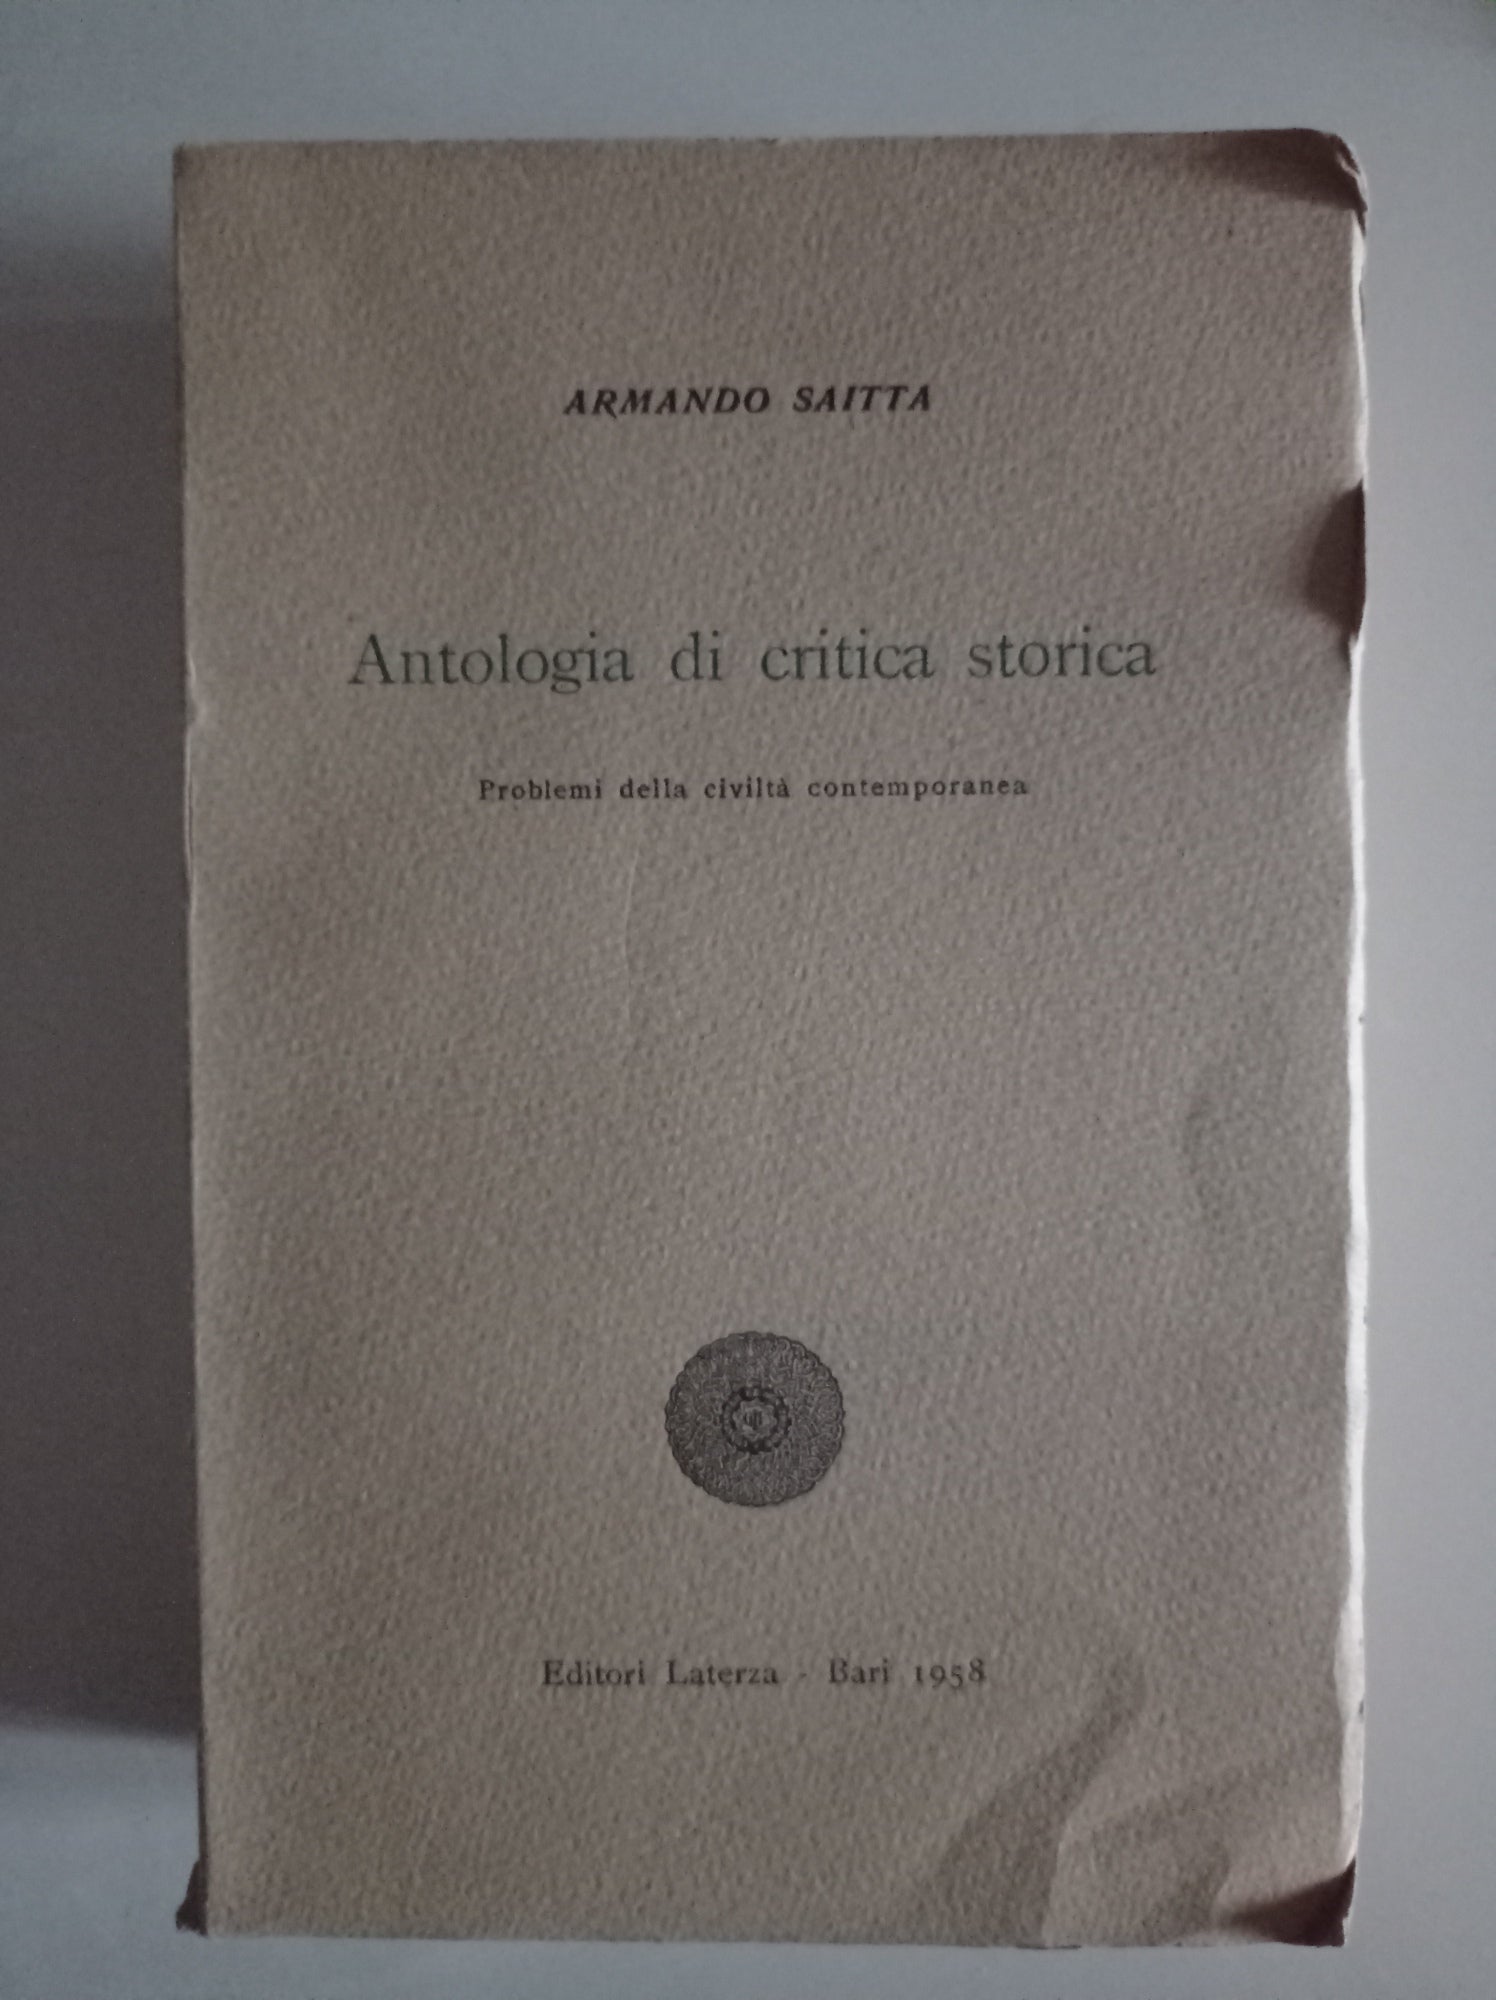 ARMANDO SAITTA
Antologia di critica storica
Problemi della civiltà contemporanea
Editori Laterza - Bari 1958